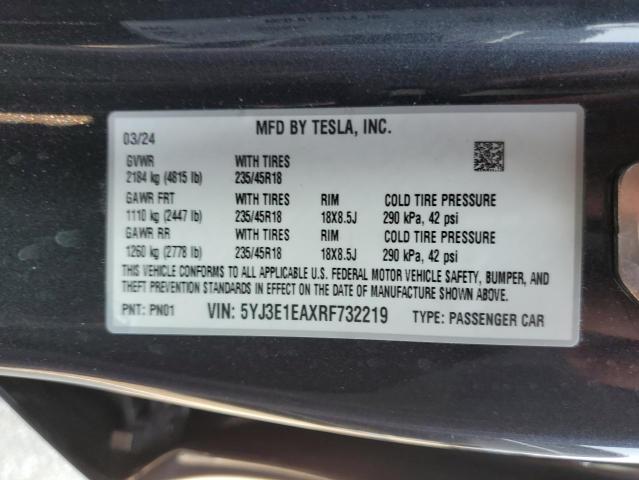 MFD BY TESLA, INC.
03/24
GVWR WITH TIRES
2184 kg (4815 lb) 235/45R18
GAWR FRT WITH TIRES RIM COLD TIRE PRESSURE
1110 kg (2447 lb) 235/45R18 18X8.5J 290 kPa, 42 psi
GAWR RR WITH TIRES RIM COLD TIRE PRESSURE
1260 kg (2778 lb) 235/45R18 18X8.5J 290 kPa, 42 psi
THIS VEHICLE CONFORMS TO ALL APPLICABLE U.S. FEDERAL MOTOR VEHICLE SAFETY, BUMPER, AND
THEFT PREVENTION STANDARDS IN EFFECT ON THE DATE OF MANUFACTURE SHOWN ABOVE.
PNT: PN01 VIN: 5YJ3E1EAXRF732219 TYPE: PASSENGER CAR